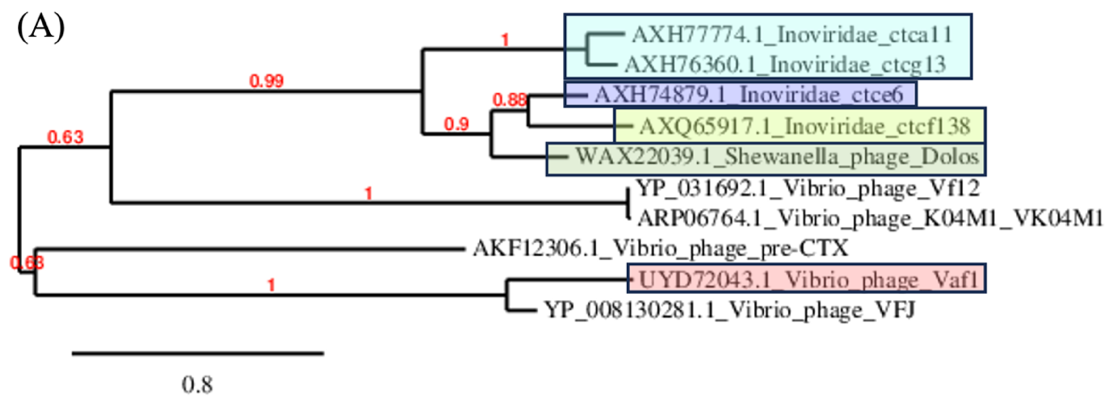 (A)
AXH77774.1_Inoviridae_ctca11
1
AXH76360.1_Inoviridae_ctcg13
0.99
AXH74879.1_Inoviridae_ctce6
0.88
0.9
AXQ65917.1_Inoviridae_ctcf138
0.63
WAX22039.1_Shewanella_phage_Dolos
YP_031692.1_Vibrio_phage_Vf12
1
ARP06764.1_Vibrio_phage_K04M1_VK04M1
AKF12306.1_Vibrio_phage_pre-CTX
0.63
UYD72043.1_Vibrio_phage_Vaf1
1
YP_008130281.1_Vibrio_phage_VFJ
0.8